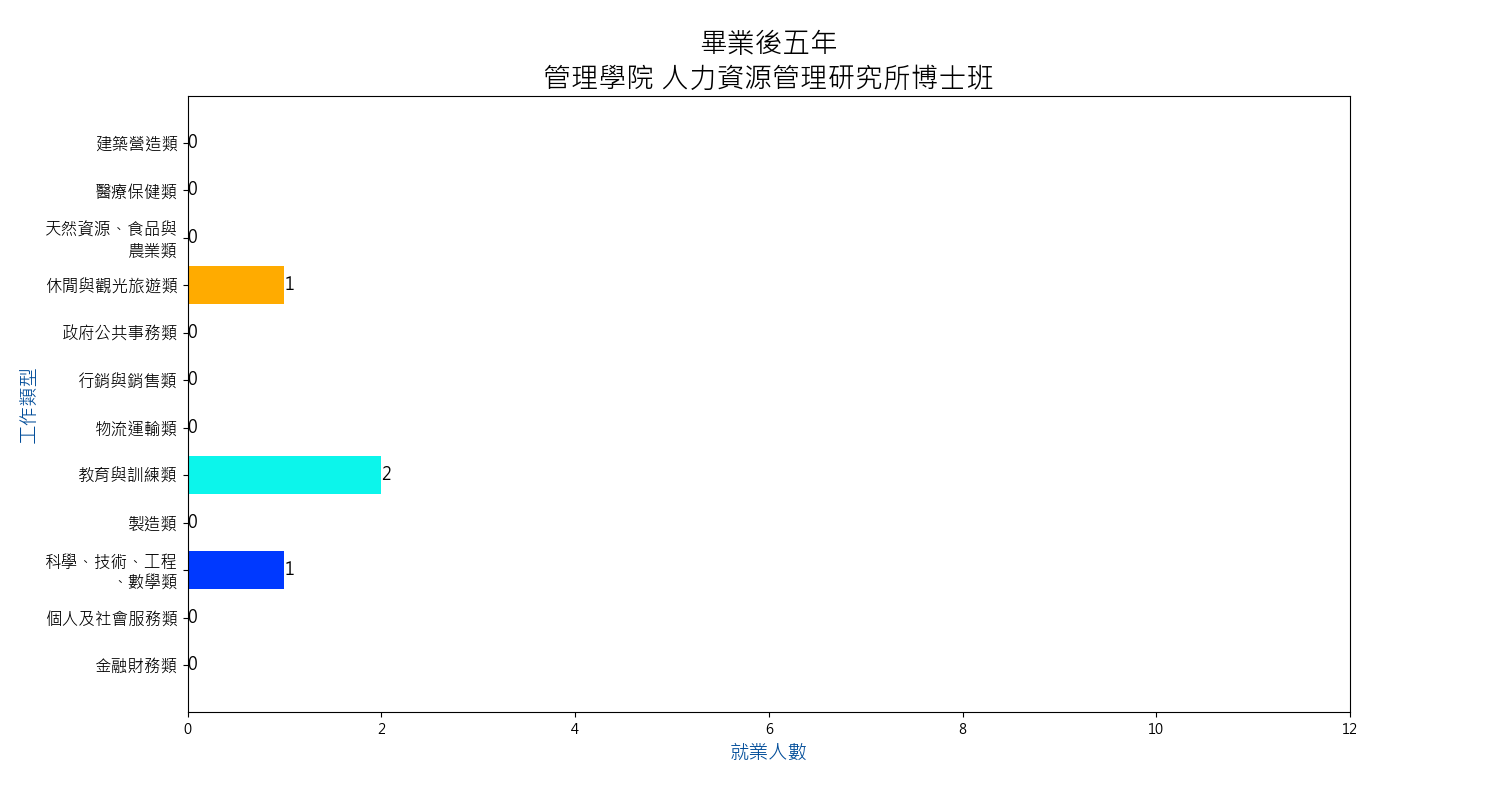 畢業後五年
管理學院 人力資源管理研究所博士班
建築營造類 0
醫療保健類 0
天然資源、食品與
農業類 0
休閒與觀光旅遊類 1
政府公共事務類 0
行銷與銷售類 0
物流運輸類 0
教育與訓練類 2
製造類 0
科學、技術、工程
、數學類 1
個人及社會服務類 0
金融財務類 0
工作類型
0 2 4 6 8 10 12
就業人數